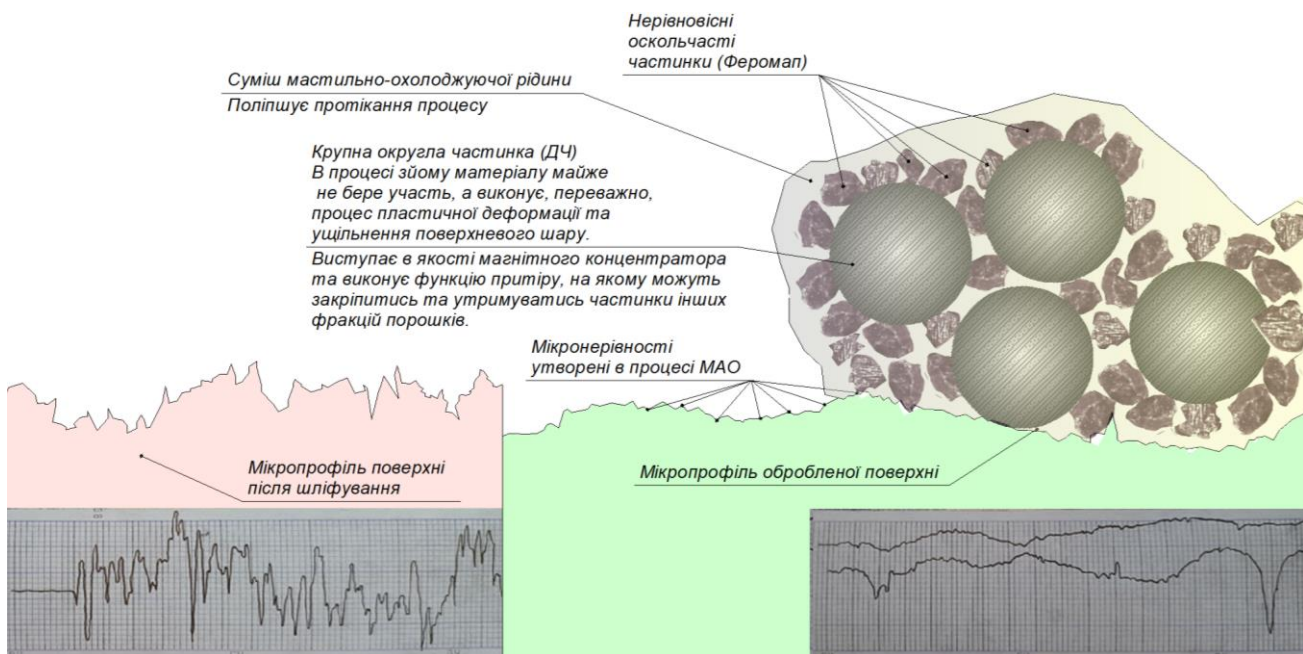 Нерівновісні
оскольчасті
частинки (Феромап)
Суміш мастильно-охолоджуючої рідини
Поліпшує протікання процесу
Крупна округла частинка (ДЧ)
В процесі зйому матеріалу майже
не бере участь, а виконує, переважно,
процес пластичної деформації та
ущільнення поверхневого шару.
Виступає в якості магнітного концентратора
та виконує функцію притіру, на якому можуть
закріпитись та утримуватись частинки інших
фракцій порошків.
Мікронерівності
утворені в процесі МАО
Мікропрофіль поверхні
після шліфування
Мікропрофіль обробленої поверхні